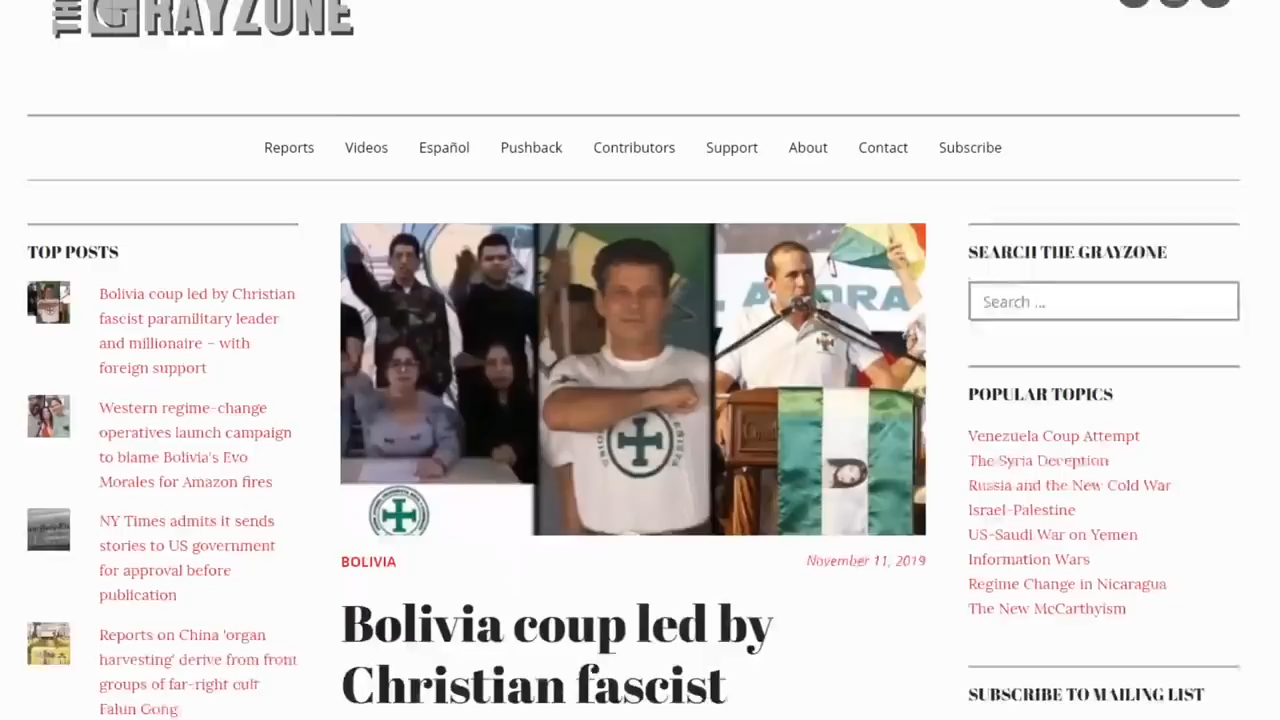 THE GRAYZONE
Reports Videos Español Pushback Contributors Support About Contact Subscribe
TOP POSTS
Bolivia coup led by Christian
fascist paramilitary leader
and millionaire – with
foreign support
Western regime-change
operatives launch campaign
to blame Bolivia's Evo
Morales for Amazon fires
NY Times admits it sends
stories to US government
for approval before
publication
Reports on China 'organ
harvesting' derive from front
groups of far-right cult
Falun Gong
BOLIVIA
November 11, 2019
Bolivia coup led by
Christian fascist
SEARCH THE GRAYZONE
Search ...
POPULAR TOPICS
Venezuela Coup Attempt
The Syria Deception
Russia and the New Cold War
Israel-Palestine
US-Saudi War on Yemen
Information Wars
Regime Change in Nicaragua
The New McCarthyism
SUBSCRIBE TO MAILING LIST